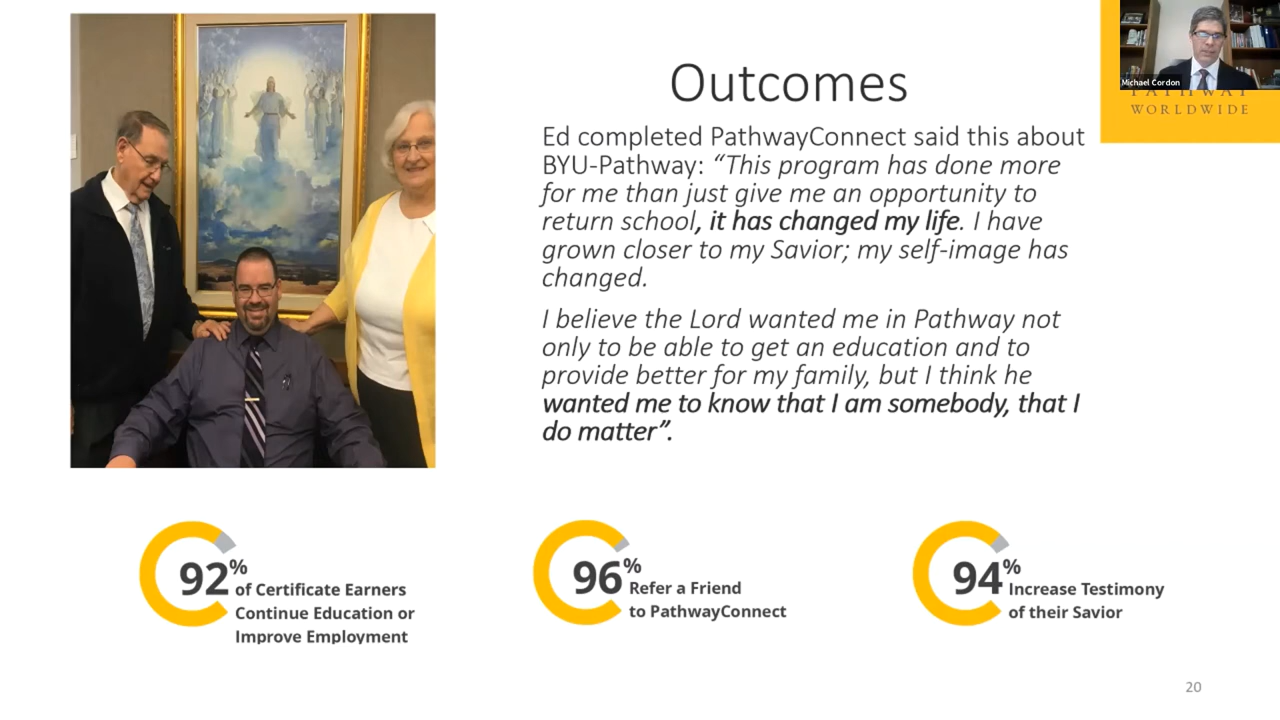 Michael Cordon
WORLDWIDE
Outcomes
Ed completed PathwayConnect said this about
BYU-Pathway: “This program has done more
for me than just give me an opportunity to
return school, it has changed my life. I have
grown closer to my Savior; my self-image has
changed.
I believe the Lord wanted me in Pathway not
only to be able to get an education and to
provide better for my family, but I think he
wanted me to know that I am somebody, that I
do matter”.
92%
of Certificate Earners
Continue Education or
Improve Employment
96%
Refer a Friend
to PathwayConnect
94%
Increase Testimony
of their Savior
20